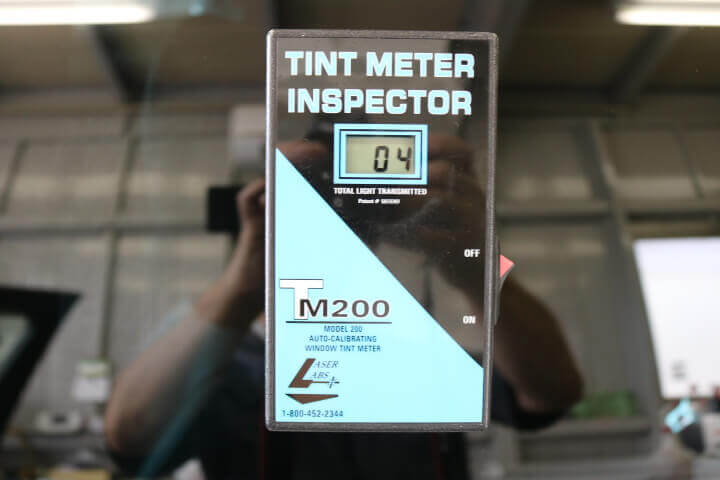 TINT METER
INSPECTOR
04
TOTAL LIGHT TRANSMITTED
Patent #
OFF
TM200
ON
MODEL 200
AUTO-CALIBRATING
WINDOW TINT METER
LASER
LABS
1-800-452-2344